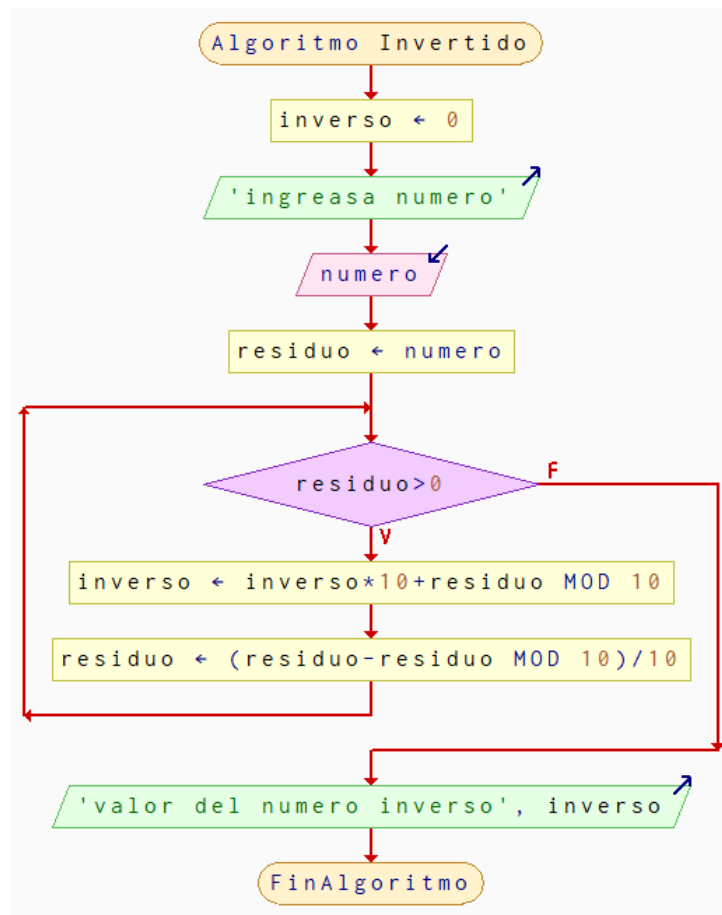 Algoritmo Invertido
inverso ← 0
'ingreasa numero'
numero
residuo ← numero
residuo>0
F
V
inverso ← inverso*10+residuo MOD 10
residuo ← (residuo-residuo MOD 10)/10
'valor del numero inverso', inverso
FinAlgoritmo